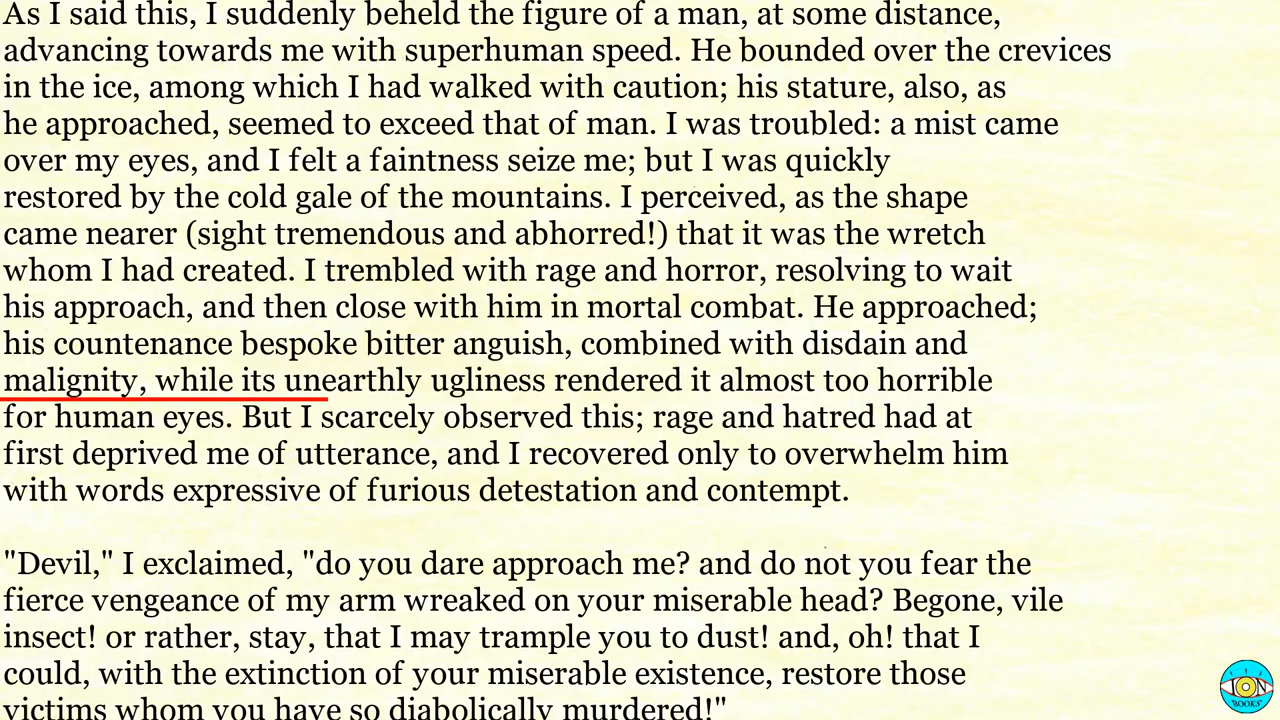 As I said this, I suddenly beheld the figure of a man, at some distance,
advancing towards me with superhuman speed. He bounded over the crevices
in the ice, among which I had walked with caution; his stature, also, as
he approached, seemed to exceed that of man. I was troubled: a mist came
over my eyes, and I felt a faintness seize me; but I was quickly
restored by the cold gale of the mountains. I perceived, as the shape
came nearer (sight tremendous and abhorred!) that it was the wretch
whom I had created. I trembled with rage and horror, resolving to wait
his approach, and then close with him in mortal combat. He approached;
his countenance bespoke bitter anguish, combined with disdain and
malignity, while its unearthly ugliness rendered it almost too horrible
for human eyes. But I scarcely observed this; rage and hatred had at
first deprived me of utterance, and I recovered only to overwhelm him
with words expressive of furious detestation and contempt.
"Devil," I exclaimed, "do you dare approach me? and do not you fear the
fierce vengeance of my arm wreaked on your miserable head? Begone, vile
insect! or rather, stay, that I may trample you to dust! and, oh! that I
could, with the extinction of your miserable existence, restore those
victims whom you have so diabolically murdered!"
ION
BOOKS